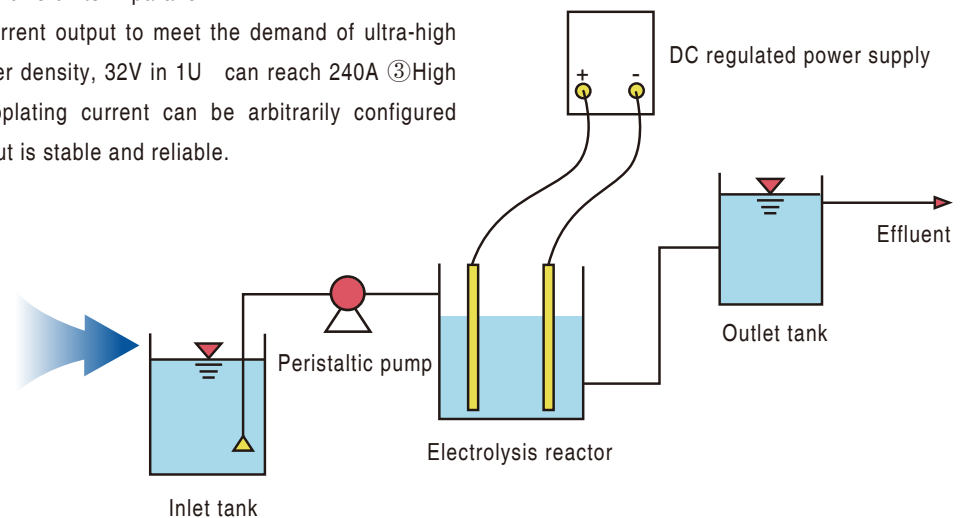 urrent output to meet the demand of ultra-high
er density, 32V in 1U can reach 240A ③High
oplating current can be arbitrarily configured
ut is stable and reliable.
DC regulated power supply
+ -
Effluent
Outlet tank
Peristaltic pump
Electrolysis reactor
Inlet tank